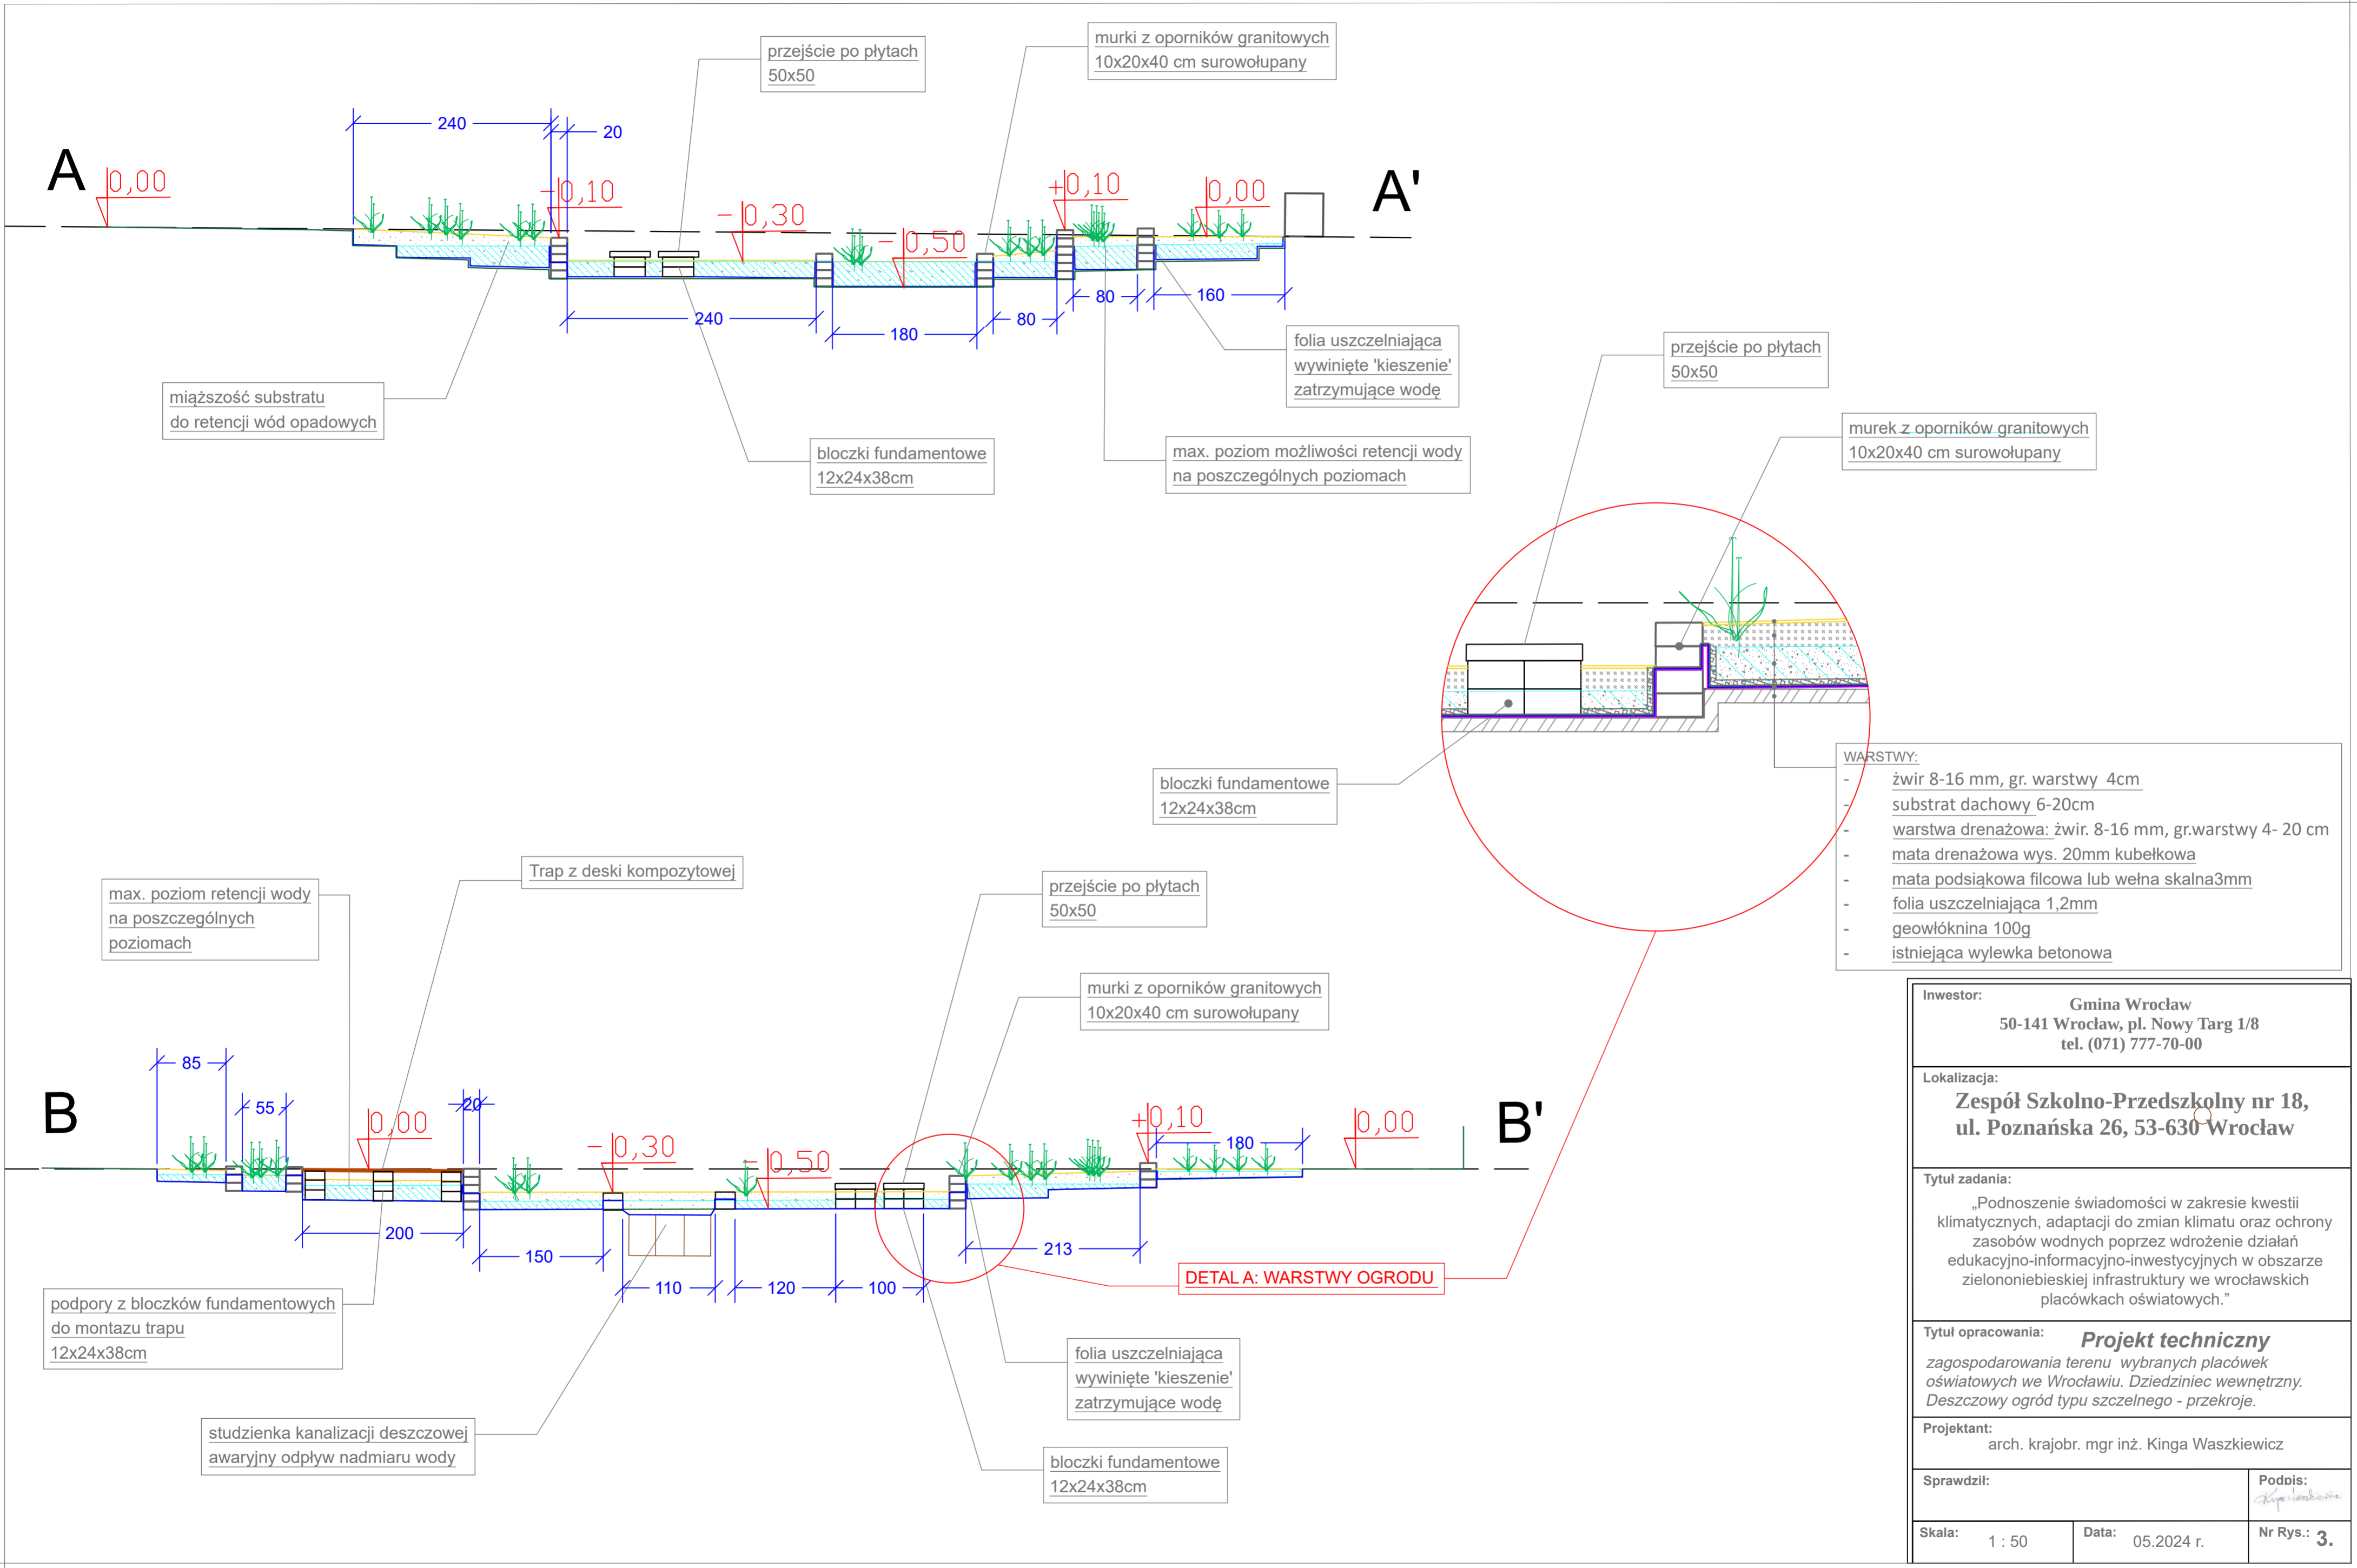 przejście po płytach
50x50
murki z oporników granitowych
10x20x40 cm surowołupany
240
20
A
0,00
-0,10
- 0,30
- 0,50
+0,10
0,00
A'
240
180
80
80
160
miąższość substratu
do retencji wód opadowych
bloczki fundamentowe
12x24x38cm
folia uszczelniająca
wywinięte 'kieszenie'
zatrzymujące wodę
max. poziom możliwości retencji wody
na poszczególnych poziomach
przejście po płytach
50x50
murek z oporników granitowych
10x20x40 cm surowołupany
bloczki fundamentowe
12x24x38cm
WARSTWY:
- żwir 8-16 mm, gr. warstwy 4cm
- substrat dachowy 6-20cm
- warstwa drenażowa: żwir. 8-16 mm, gr.warstwy 4- 20 cm
- mata drenażowa wys. 20mm kubełkowa
- mata podsiąkowa filcowa lub wełna skalna3mm
- folia uszczelniająca 1,2mm
- geowłóknina 100g
- istniejąca wylewka betonowa
max. poziom retencji wody
na poszczególnych
poziomach
Trap z deski kompozytowej
przejście po płytach
50x50
murki z oporników granitowych
10x20x40 cm surowołupany
85
55
20
B
0,00
- 0,30
- 0,50
+0,10
180
0,00
B'
200
150
110
120
100
213
DETAL A: WARSTWY OGRODU
podpory z bloczków fundamentowych
do montazu trapu
12x24x38cm
studzienka kanalizacji deszczowej
awaryjny odpływ nadmiaru wody
folia uszczelniająca
wywinięte 'kieszenie'
zatrzymujące wodę
bloczki fundamentowe
12x24x38cm
Inwestor:
Gmina Wrocław
50-141 Wrocław, pl. Nowy Targ 1/8
tel. (071) 777-70-00
Lokalizacja:
Zespół Szkolno-Przedszkolny nr 18,
ul. Poznańska 26, 53-630 Wrocław
Tytuł zadania:
„Podnoszenie świadomości w zakresie kwestii
klimatycznych, adaptacji do zmian klimatu oraz ochrony
zasobów wodnych poprzez wdrożenie działań
edukacyjno-informacyjno-inwestycyjnych w obszarze
zielononiebieskiej infrastruktury we wrocławskich
placówkach oświatowych.”
Tytuł opracowania: Projekt techniczny
zagospodarowania terenu wybranych placówek
oświatowych we Wrocławiu. Dziedziniec wewnętrzny.
Deszczowy ogród typu szczelnego - przekroje.
Projektant:
arch. krajobr. mgr inż. Kinga Waszkiewicz
Sprawdził:
Podpis:
Skala: 1 : 50
Data: 05.2024 r.
Nr Rys.: 3.